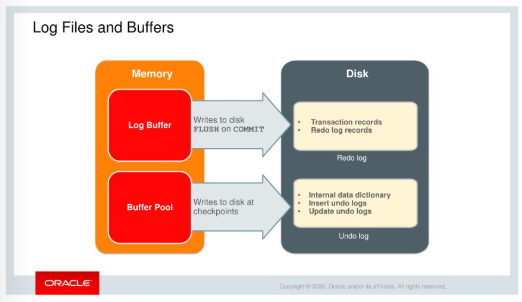 Log Files and Buffers
Memory
Disk
Log Buffer
Writes to disk
FLUSH on COMMIT
• Transaction records
• Redo log records
Redo log
Buffer Pool
Writes to disk at
checkpoints
• Internal data dictionary
• Insert undo logs
• Update undo logs
Undo log
ORACLE
Copyright © 2020, Oracle and/or its affiliates. All rights reserved.